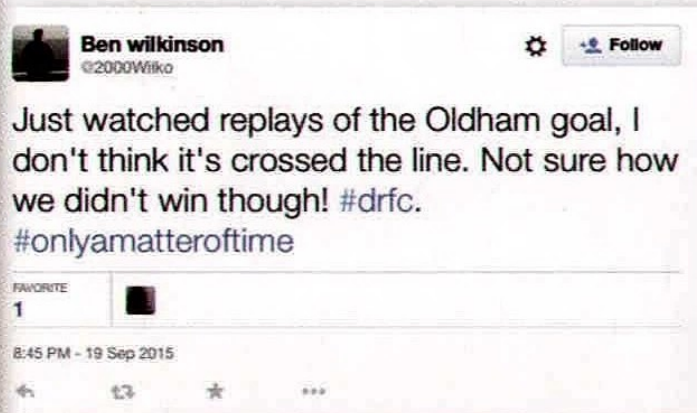 Ben wilkinson
@2000Wilko
Follow
Just watched replays of the Oldham goal, I
don't think it's crossed the line. Not sure how
we didn't win though! #drfc.
#onlyamatteroftime
FAVORITE
1
8:45 PM - 19 Sep 2015